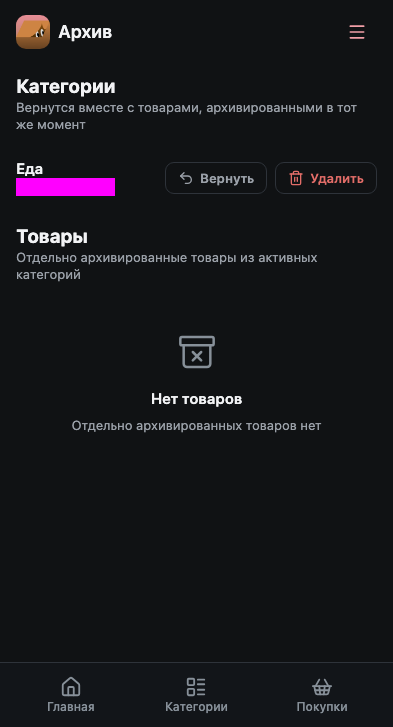 Архив
Категории
Вернутся вместе с товарами, архивированными в тот
же момент
Еда
Вернуть
Удалить
Товары
Отдельно архивированные товары из активных
категорий
Нет товаров
Отдельно архивированных товаров нет
Главная
Категории
Покупки